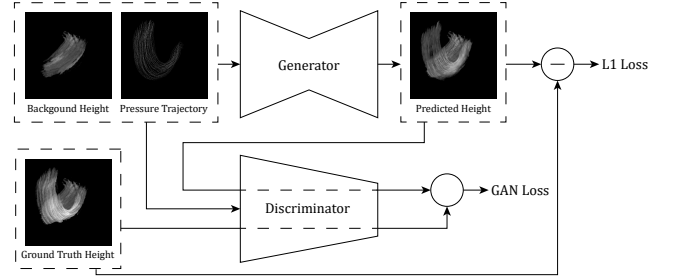 Backgound Height
Pressure Trajectory
Generator
Predicted Height
L1 Loss
Ground Truth Height
Discriminator
GAN Loss